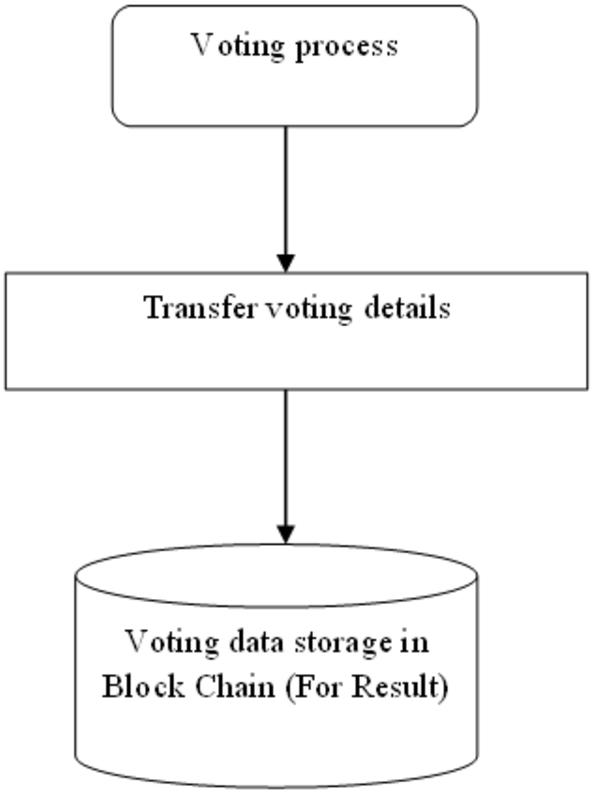 Voting process
Transfer voting details
Voting data storage in
Block Chain (For Result)